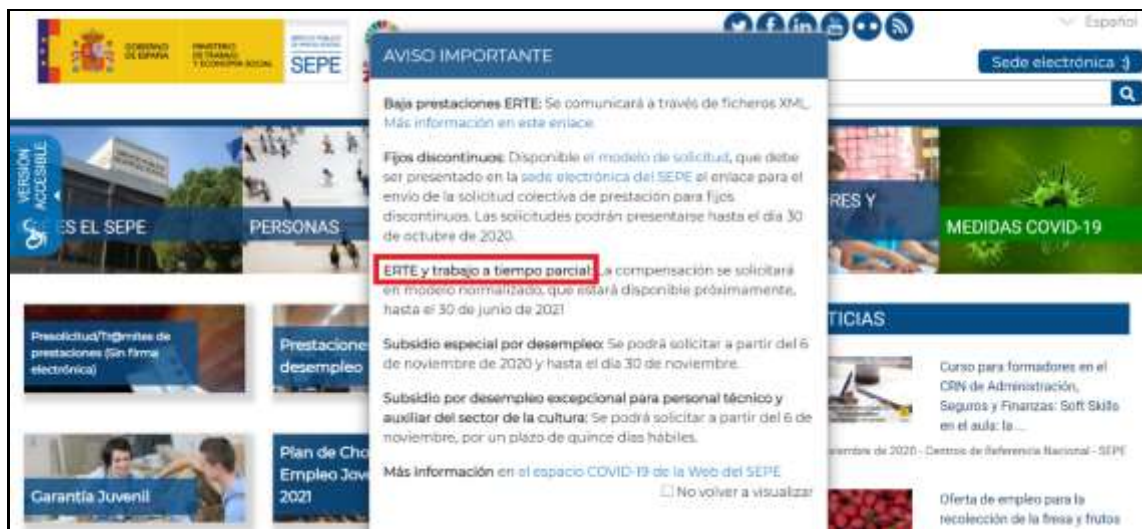 GOBIERNO
DE ESPAÑA
MINISTERIO
DE TRABAJO
Y ECONOMÍA SOCIAL
SEPE
Español
Sede electrónica
VERSIÓN
ACCESIBLE
ES EL SEPE
PERSONAS
RES Y
MEDIDAS COVID-19
AVISO IMPORTANTE
Baja prestaciones ERTE: Se comunicará a través de ficheros XML.
Más información en este enlace.
Fijos discontinuos: Disponible el modelo de solicitud, que debe
ser presentado en la sede electrónica del SEPE el enlace para el
envío de la solicitud colectiva de prestación para fijos
discontinuos. Las solicitudes podrán presentarse hasta el día 30
de octubre de 2020.
ERTE y trabajo a tiempo parcial: La compensación se solicitará
en modelo normalizado, que estará disponible próximamente,
hasta el 30 de junio de 2021
Subsidio especial por desempleo: Se podrá solicitar a partir del 6
de noviembre de 2020 y hasta el día 30 de noviembre.
Subsidio por desempleo excepcional para personal técnico y
auxiliar del sector de la cultura: Se podrá solicitar a partir del 6 de
noviembre, por un plazo de quince días hábiles.
Más información en el espacio COVID-19 de la Web del SEPE
No volver a visualizar
Presolicitud/Tr@mites de
prestaciones (Sin firma
electrónica)
Prestacione
desempleo
Garantía Juvenil
Plan de Cho
Empleo Jov
2021
TICIAS
Curso para formadores en el
CRN de Administración,
Seguros y Finanzas: Soft Skills
en el aula: la ...
iembre de 2020 - Centros de Referencia Nacional - SEPE
Oferta de empleo para la
recolección de la fresa y frutos